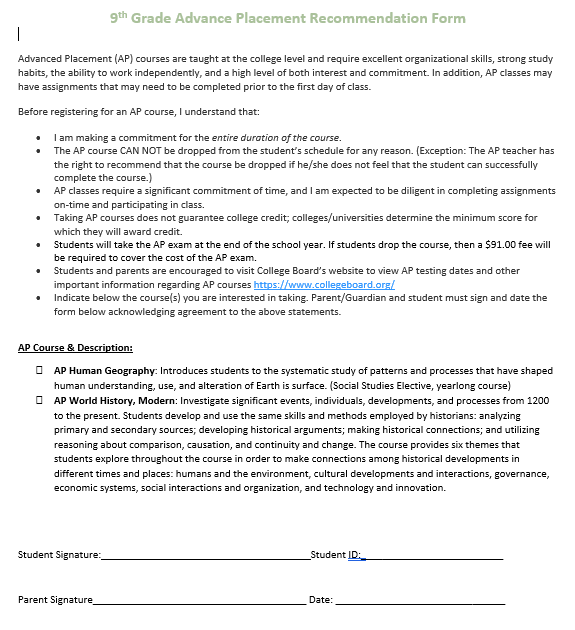 9th Grade Advance Placement Recommendation Form
Advanced Placement (AP) courses are taught at the college level and require excellent organizational skills, strong study
habits, the ability to work independently, and a high level of both interest and commitment. In addition, AP classes may
have assignments that may need to be completed prior to the first day of class.
Before registering for an AP course, I understand that:
• I am making a commitment for the entire duration of the course.
• The AP course CAN NOT be dropped from the student's schedule for any reason. (Exception: The AP teacher has
the right to recommend that the course be dropped if he/she does not feel that the student can successfully
complete the course.)
• AP classes require a significant commitment of time, and I am expected to be diligent in completing assignments
on-time and participating in class.
• Taking AP courses does not guarantee college credit; colleges/universities determine the minimum score for
which they will award credit.
• Students will take the AP exam at the end of the school year. If students drop the course, then a $91.00 fee will
be required to cover the cost of the AP exam.
• Students and parents are encouraged to visit College Board's website to view AP testing dates and other
important information regarding AP courses https://www.collegeboard.org/
• Indicate below the course(s) you are interested in taking. Parent/Guardian and student must sign and date the
form below acknowledging agreement to the above statements.
AP Course & Description:
☐ AP Human Geography: Introduces students to the systematic study of patterns and processes that have shaped
human understanding, use, and alteration of Earth is surface. (Social Studies Elective, yearlong course)
☐ AP World History, Modern: Investigate significant events, individuals, developments, and processes from 1200
to the present. Students develop and use the same skills and methods employed by historians: analyzing
primary and secondary sources; developing historical arguments; making historical connections; and utilizing
reasoning about comparison, causation, and continuity and change. The course provides six themes that
students explore throughout the course in order to make connections among historical developments in
different times and places: humans and the environment, cultural developments and interactions, governance,
economic systems, social interactions and organization, and technology and innovation.
Student Signature:______________________________Student ID:____________________
Parent Signature______________________________ Date: ____________________